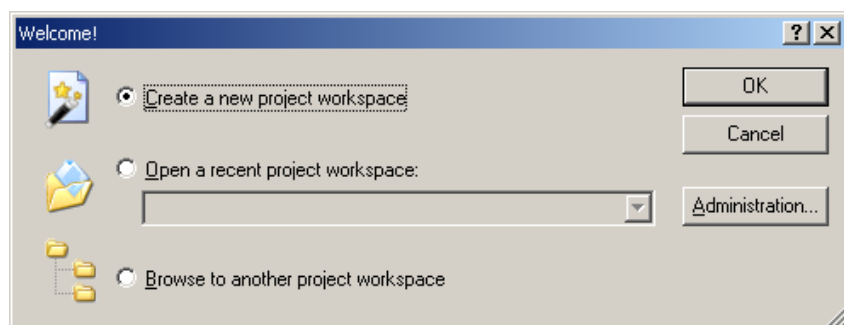 Welcome!
Create a new project workspace
OK
Cancel
Open a recent project workspace:
Administration...
Browse to another project workspace